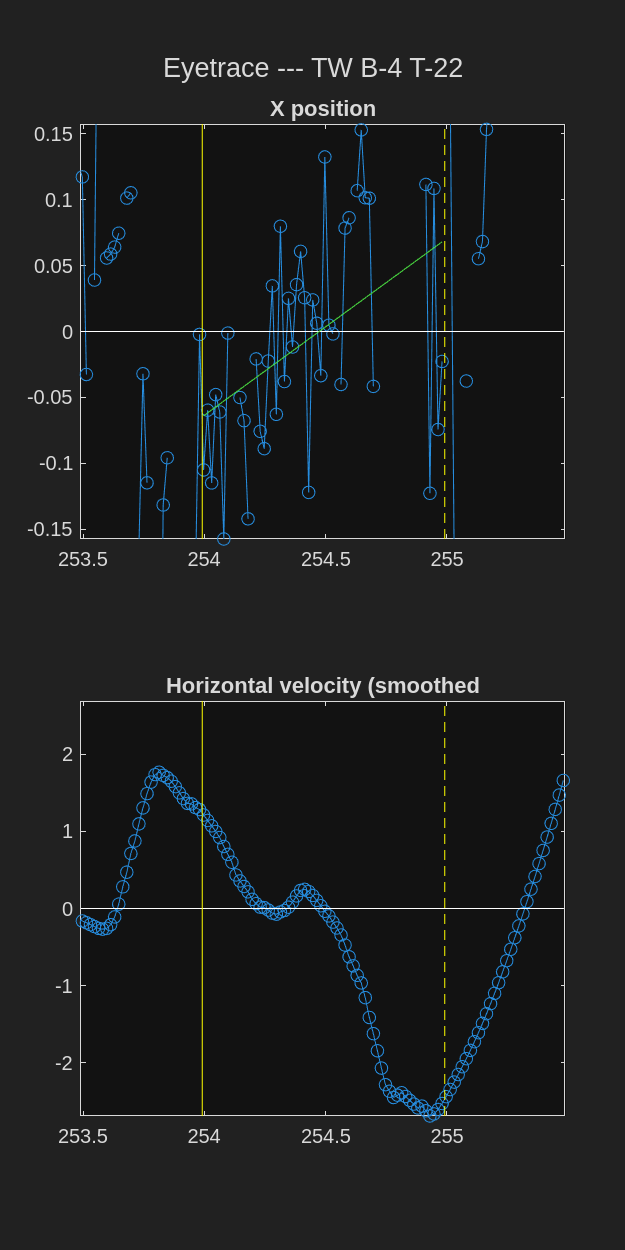 Eyetrace --- TW B-4 T-22
X position
0.15
0.1
0.05
0
-0.05
-0.1
-0.15
253.5 254 254.5 255
Horizontal velocity (smoothed
2
1
0
-1
-2
253.5 254 254.5 255